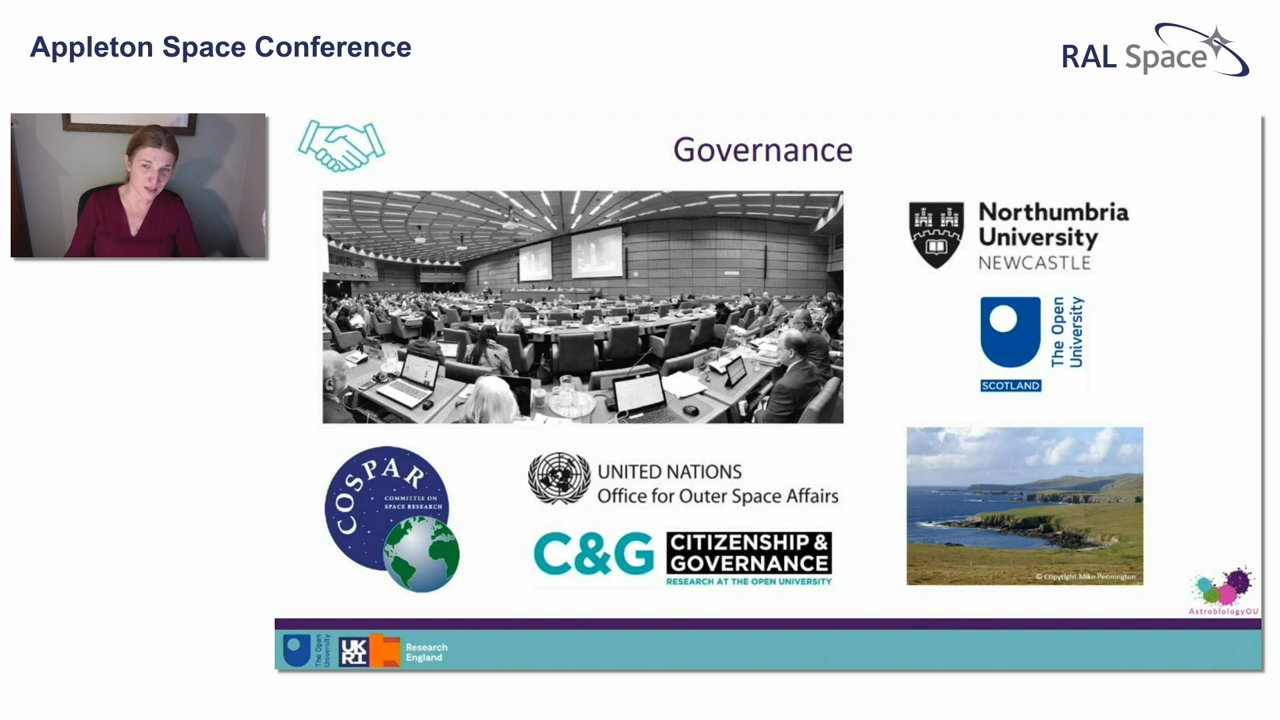 Appleton Space Conference
RAL Space
Governance
Northumbria
University
NEWCASTLE
The Open
University
SCOTLAND
COSPAR
COMMITTEE ON
SPACE RESEARCH
UNITED NATIONS
Office for Outer Space Affairs
C&G
CITIZENSHIP &
GOVERNANCE
RESEARCH AT THE OPEN UNIVERSITY
© Copyright Mike Pennington
AstrobiologyOU
The Open
University
UK
RI
Research
England